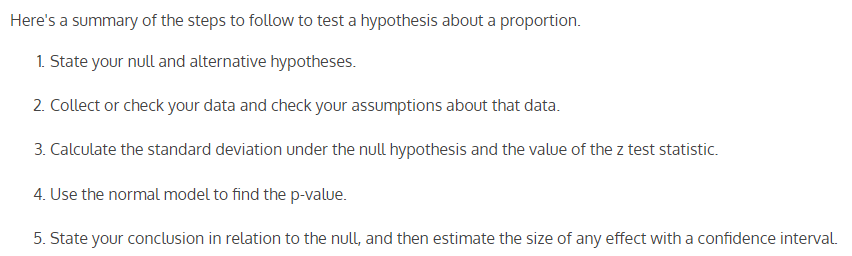 Here's a summary of the steps to follow to test a hypothesis about a proportion.
1. State your null and alternative hypotheses.
2. Collect or check your data and check your assumptions about that data.
3. Calculate the standard deviation under the null hypothesis and the value of the z test statistic.
4. Use the normal model to find the p-value.
5. State your conclusion in relation to the null, and then estimate the size of any effect with a confidence interval.